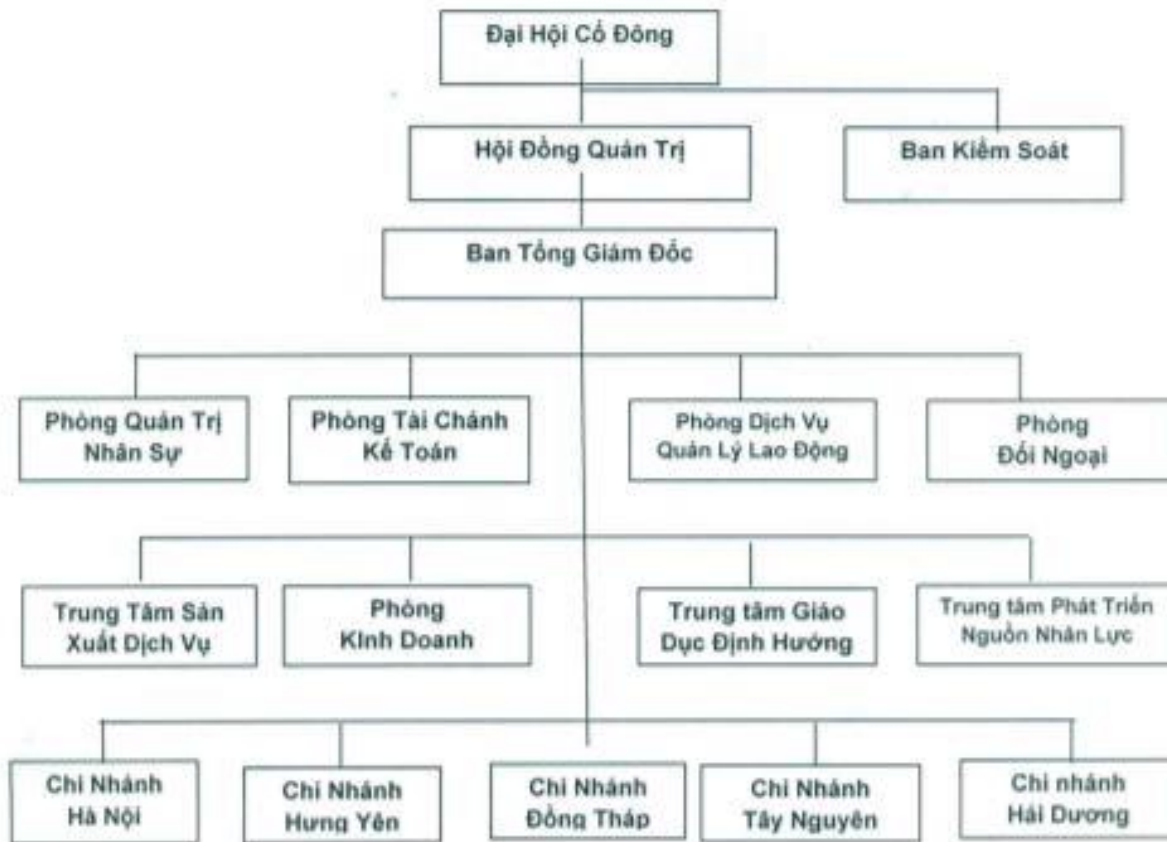 Đại Hội Cổ Đông
Hội Đồng Quản Trị
Ban Kiểm Soát
Ban Tổng Giám Đốc
Phòng Quản Trị
Nhân Sự
Phòng Tài Chánh
Kế Toán
Phòng Dịch Vụ
Quản Lý Lao Động
Phòng
Đối Ngoại
Trung Tâm Sản
Xuất Dịch Vụ
Phòng
Kinh Doanh
Trung tâm Giáo
Dục Định Hướng
Trung tâm Phát Triển
Nguồn Nhân Lực
Chi Nhánh
Hà Nội
Chi Nhánh
Hưng Yên
Chi Nhánh
Đồng Tháp
Chi Nhánh
Tây Nguyên
Chi nhánh
Hải Dương